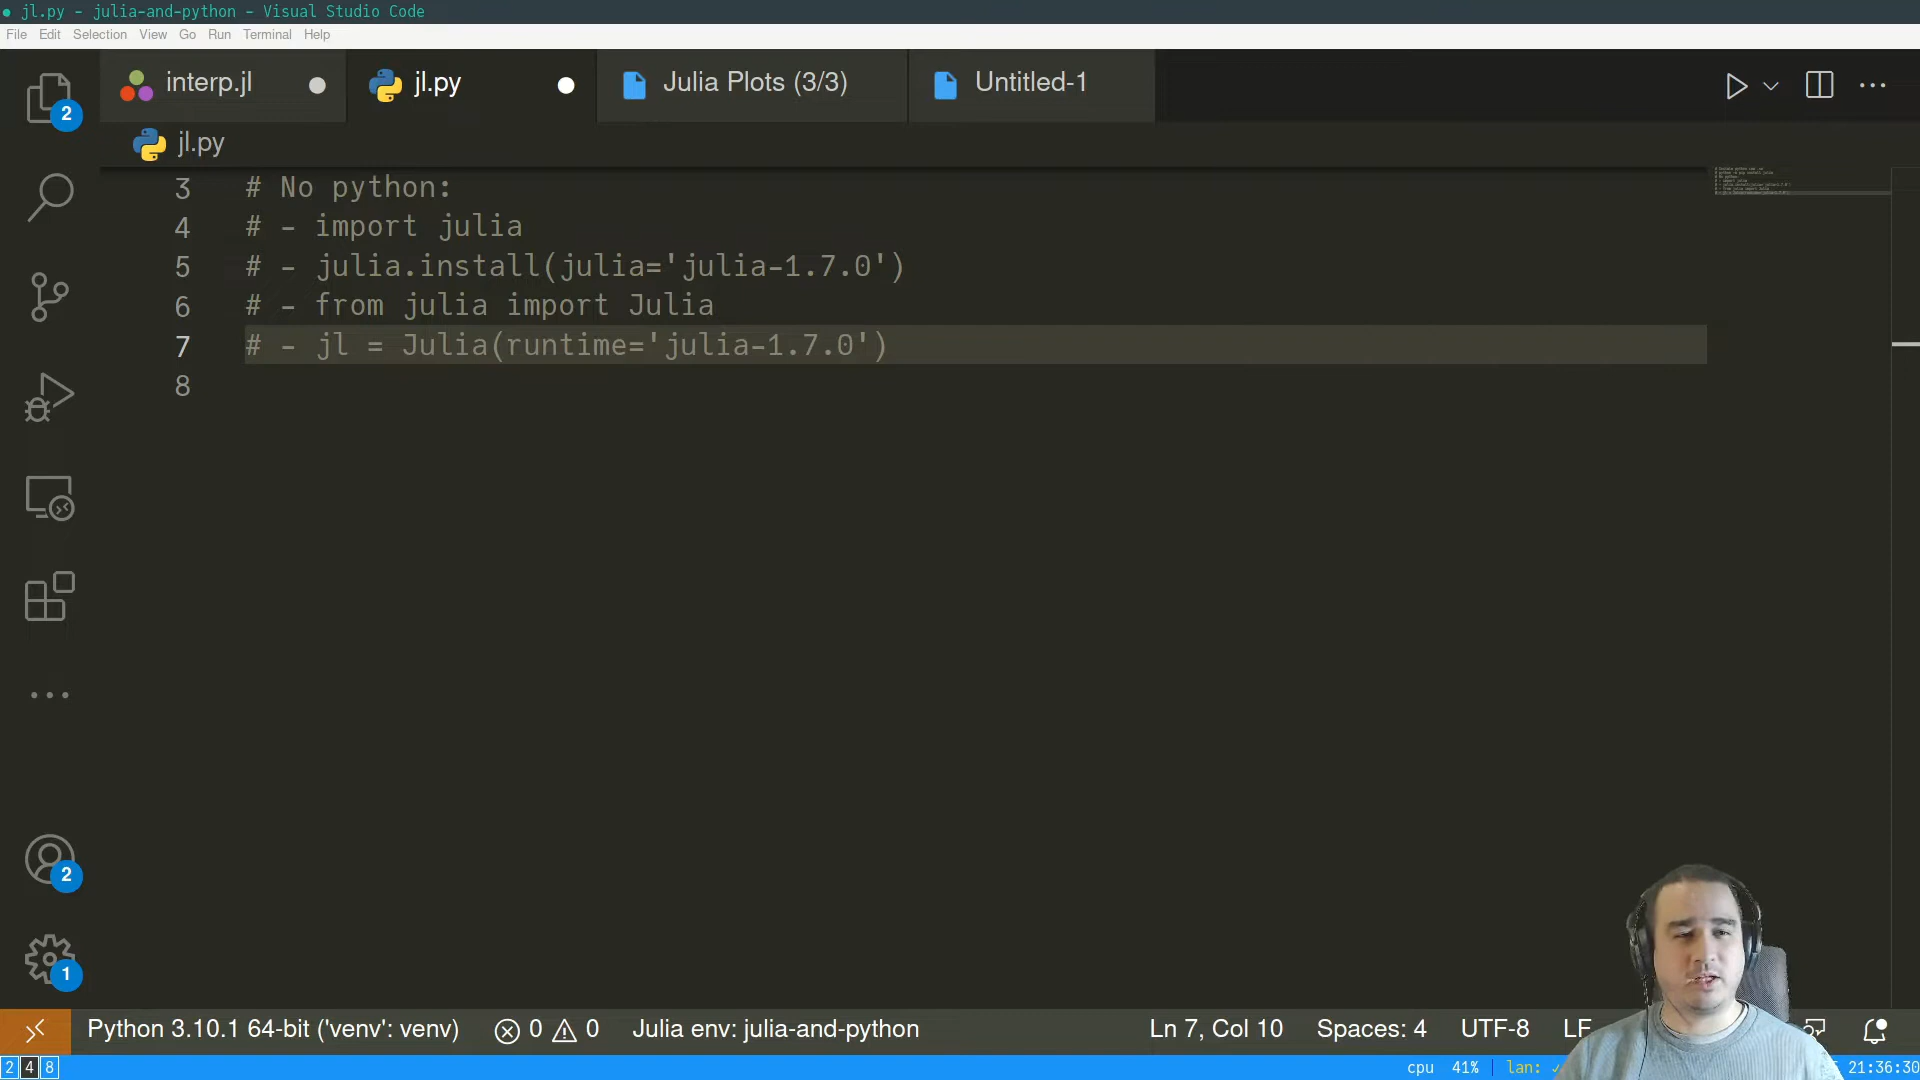 jl.py - julia-and-python - Visual Studio Code
File Edit Selection View Go Run Terminal Help
interp.jl
jl.py
Julia Plots (3/3)
Untitled-1
2
jl.py
3 # No python:
4 # - import julia
5 # - julia.install(julia='julia-1.7.0')
6 # - from julia import Julia
7 # - jl = Julia(runtime='julia-1.7.0')
8
2
1
Python 3.10.1 64-bit ('venv': venv) 0 0 Julia env: julia-and-python Ln 7, Col 10 Spaces: 4 UTF-8 LF
2 4 8 cpu 41% lan: 21:36:30